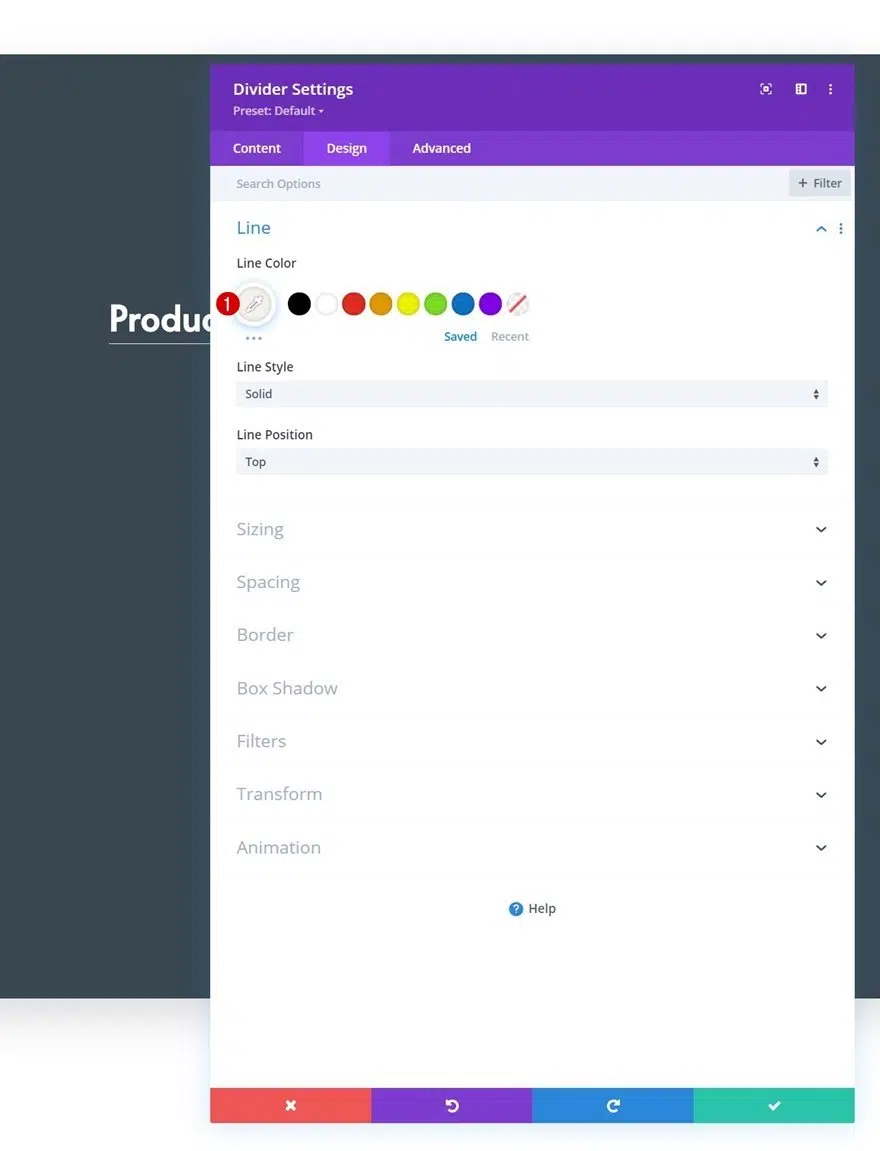 Divider Settings
Preset: Default
Content Design Advanced
Search Options + Filter
Line
Line Color
1
Produc
Saved Recent
Line Style
Solid
Line Position
Top
Sizing
Spacing
Border
Box Shadow
Filters
Transform
Animation
? Help